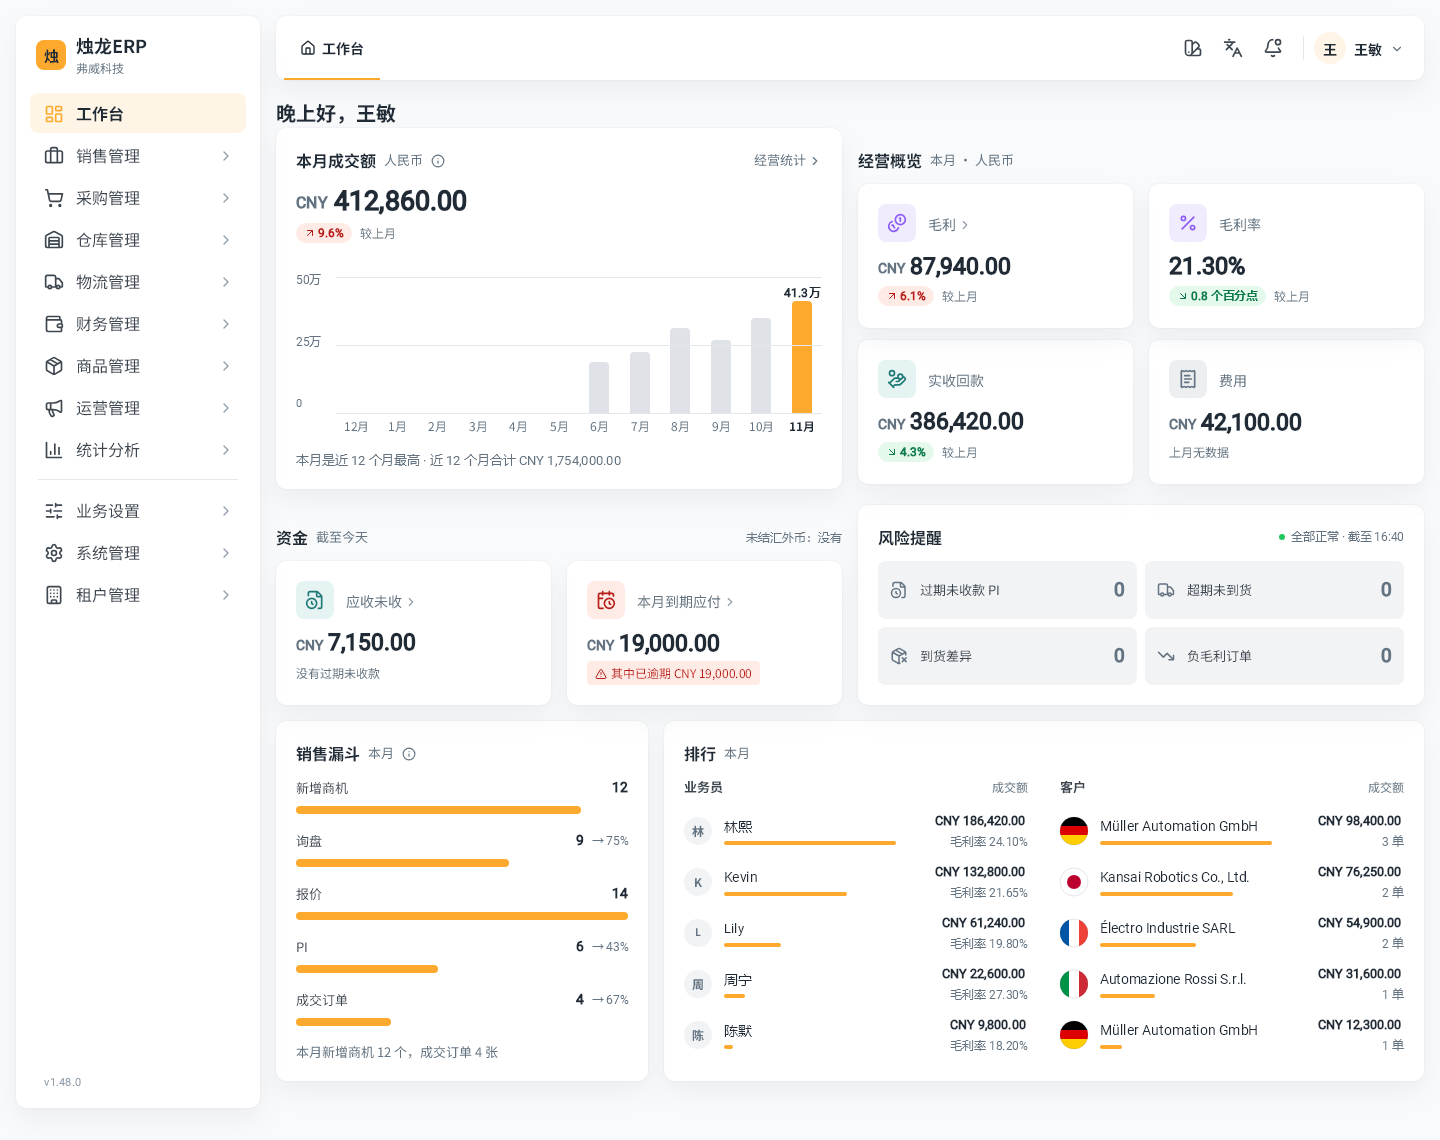 烛
烛龙ERP
弗威科技
工作台
销售管理
采购管理
仓库管理
物流管理
财务管理
商品管理
运营管理
统计分析
业务设置
系统管理
租户管理
v1.48.0
工作台
王 王敏
晚上好，王敏
本月成交额 人民币
经营统计
CNY 412,860.00
9.6% 较上月
50万
25万
0
41.3万
12月 1月 2月 3月 4月 5月 6月 7月 8月 9月 10月 11月
本月是近 12 个月最高 · 近 12 个月合计 CNY 1,754,000.00
经营概览 本月 · 人民币
毛利
CNY 87,940.00
6.1% 较上月
毛利率
21.30%
0.8 个百分点 较上月
实收回款
CNY 386,420.00
4.3% 较上月
费用
CNY 42,100.00
上月无数据
资金 截至今天
未结汇外币：没有
应收未收
CNY 7,150.00
没有过期未收款
本月到期应付
CNY 19,000.00
其中已逾期 CNY 19,000.00
风险提醒
全部正常 · 截至 16:40
过期未收款 PI 0
超期未到货 0
到货差异 0
负毛利订单 0
销售漏斗 本月
新增商机 12
询盘 9 →75%
报价 14
PI 6 →43%
成交订单 4 →67%
本月新增商机 12 个，成交订单 4 张
排行 本月
业务员 成交额
林 林熙 CNY 186,420.00
毛利率 24.10%
K Kevin CNY 132,800.00
毛利率 21.65%
L Lily CNY 61,240.00
毛利率 19.80%
周 周宁 CNY 22,600.00
毛利率 27.30%
陈 陈默 CNY 9,800.00
毛利率 18.20%
客户 成交额
Müller Automation GmbH CNY 98,400.00
3 单
Kansai Robotics Co., Ltd. CNY 76,250.00
2 单
Électro Industrie SARL CNY 54,900.00
2 单
Automazione Rossi S.r.l. CNY 31,600.00
1 单
Müller Automation GmbH CNY 12,300.00
1 单